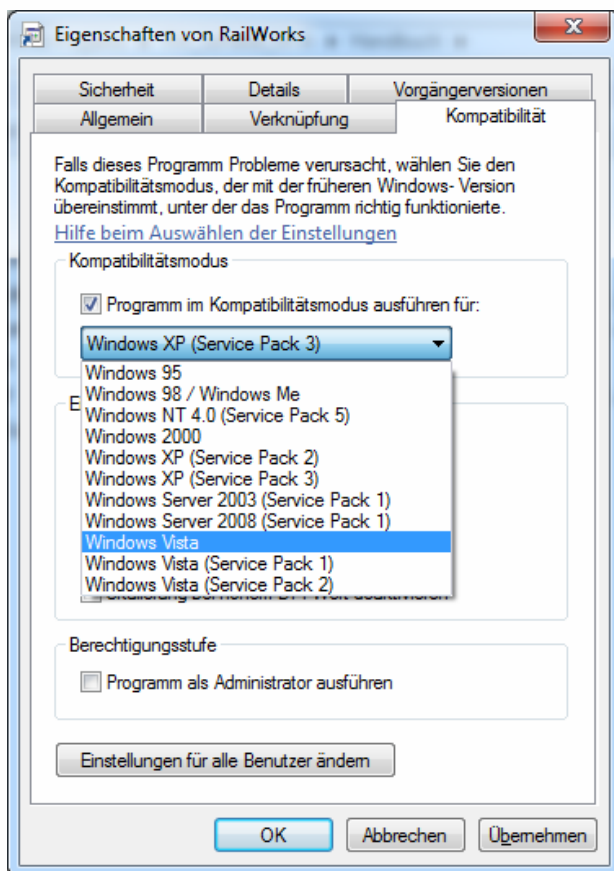 Eigenschaften von RailWorks
Sicherheit
Details
Vorgängerversionen
Allgemein
Verknüpfung
Kompatibilität
Falls dieses Programm Probleme verursacht, wählen Sie den
Kompatibilitätsmodus, der mit der früheren Windows- Version
übereinstimmt, unter der das Programm richtig funktionierte.
Hilfe beim Auswählen der Einstellungen
Kompatibilitätsmodus
Programm im Kompatibilitätsmodus ausführen für:
Windows XP (Service Pack 3)
Windows 95
Windows 98 / Windows Me
Windows NT 4.0 (Service Pack 5)
Windows 2000
Windows XP (Service Pack 2)
Windows XP (Service Pack 3)
Windows Server 2003 (Service Pack 1)
Windows Server 2008 (Service Pack 1)
Windows Vista
Windows Vista (Service Pack 1)
Windows Vista (Service Pack 2)
Berechtigungsstufe
Programm als Administrator ausführen
Einstellungen für alle Benutzer ändern
OK
Abbrechen
Übernehmen